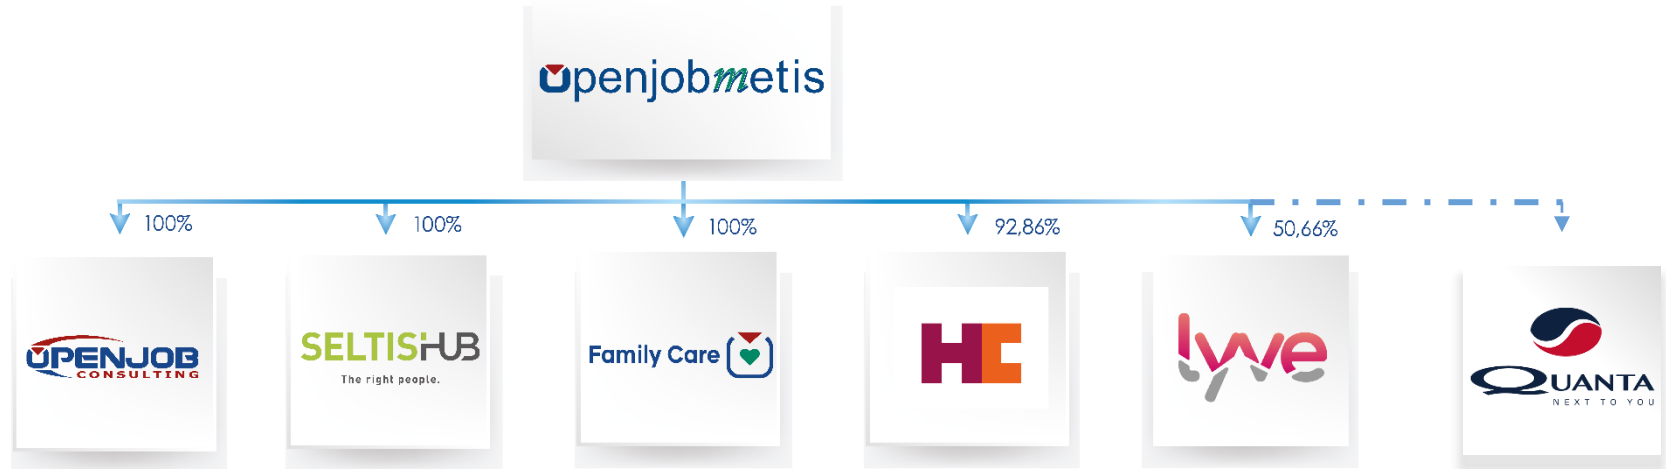 Openjobmetis
100%
100%
100%
92,86%
50,66%
OPENJOB
CONSULTING
SELTISHUB
The right people.
Family Care
HC
lyve
QUANTA
NEXT TO YOU